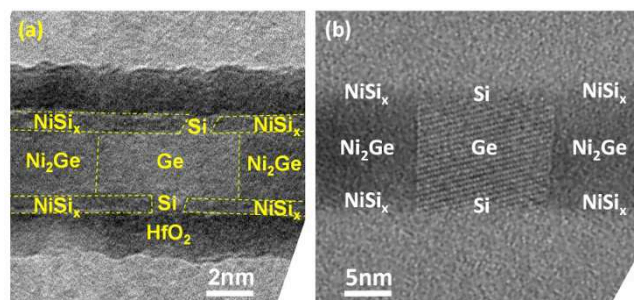 (a)
NiSiₓ Si NiSiₓ
Ni₂Ge Ge Ni₂Ge
NiSiₓ Si NiSiₓ
HfO₂
2nm
(b)
NiSiₓ Si NiSiₓ
Ni₂Ge Ge Ni₂Ge
NiSiₓ Si NiSiₓ
5nm